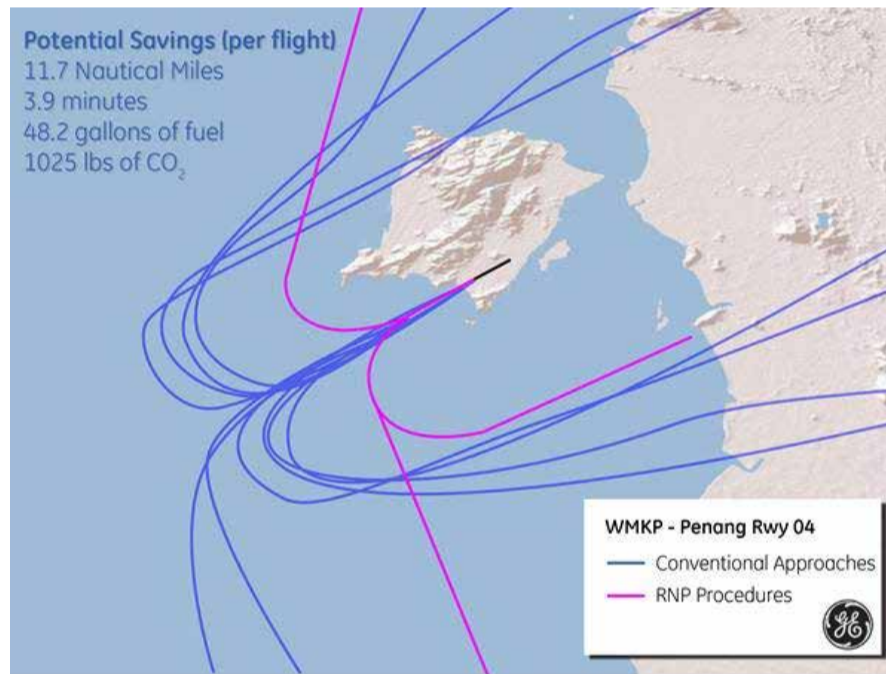 Potential Savings (per flight)
11.7 Nautical Miles
3.9 minutes
48.2 gallons of fuel
1025 lbs of CO₂
WMKP - Penang Rwy 04
Conventional Approaches
RNP Procedures
GE